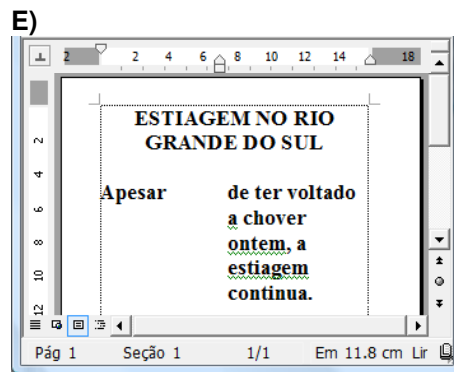 E)
2 2 4 6 8 10 12 14 18
ESTIAGEM NO RIO
GRANDE DO SUL
Apesar de ter voltado
a chover
ontem, a
estiagem
continua.
2
4
6
8
10
12
Pág 1 Seção 1 1/1 Em 11.8 cm Lir